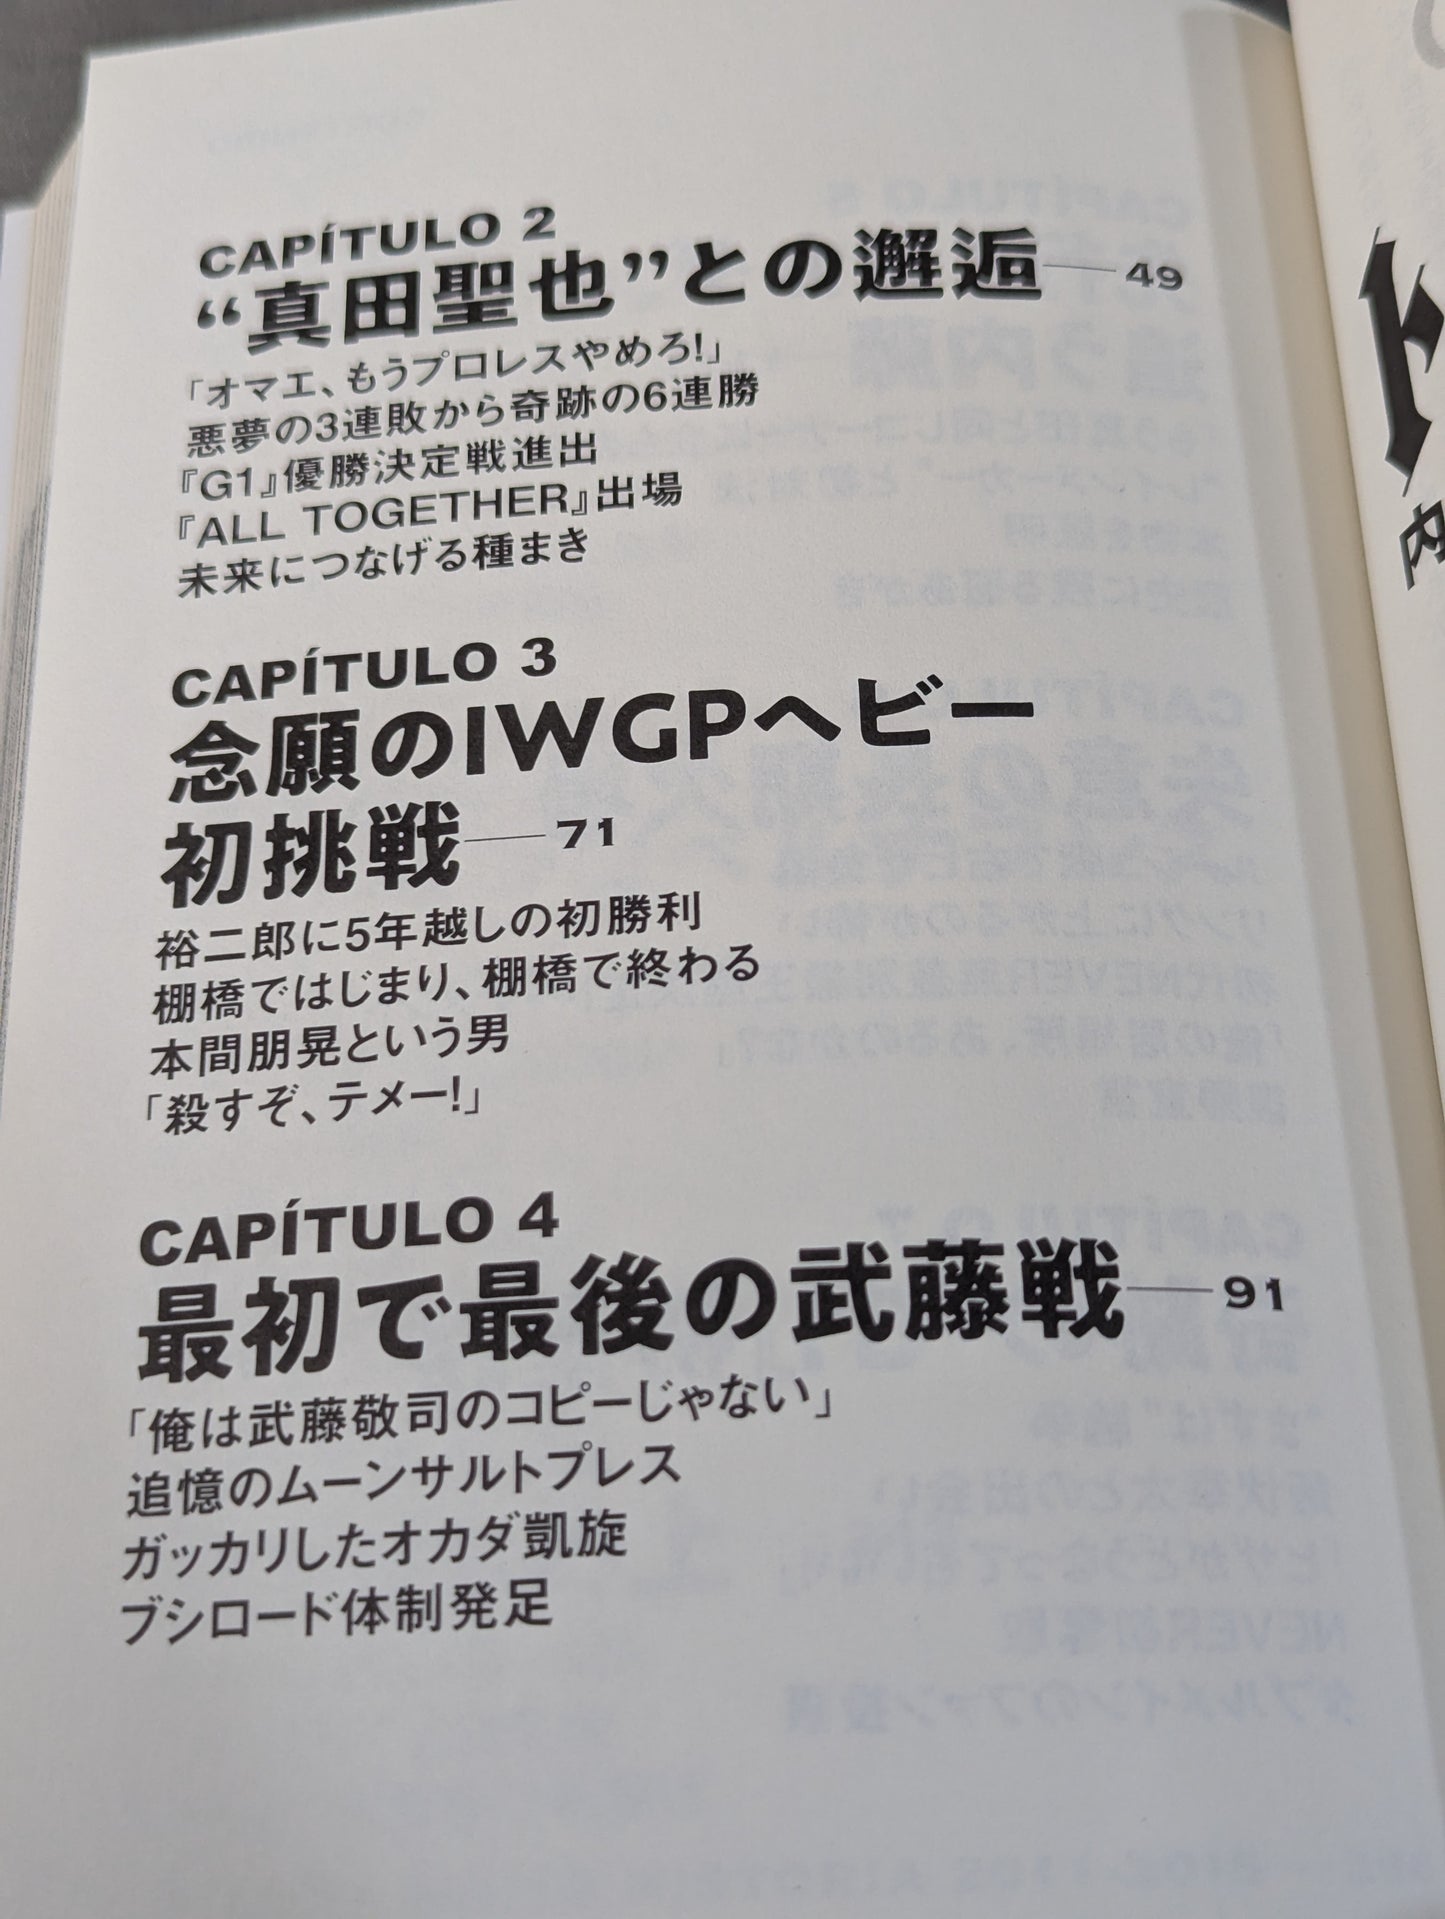 CAPÍTULO 2
“真田聖也”との邂逅——49
「オマエ、もうプロレスやめろ!」
悪夢の3連敗から奇跡の6連勝
『G1』優勝決定戦進出
『ALL TOGETHER』出場
未来につなげる種まき
CAPÍTULO 3
念願のIWGPヘビー
初挑戦——71
裕二郎に5年越しの初勝利
棚橋ではじまり、棚橋で終わる
本間朋晃という男
「殺すぞ、テメー!」
CAPÍTULO 4
最初で最後の武藤戦——91
「俺は武藤敬司のコピーじゃない」
追憶のムーンサルトプレス
ガッカリしたオカダ凱旋
ブシロード体制発足
内